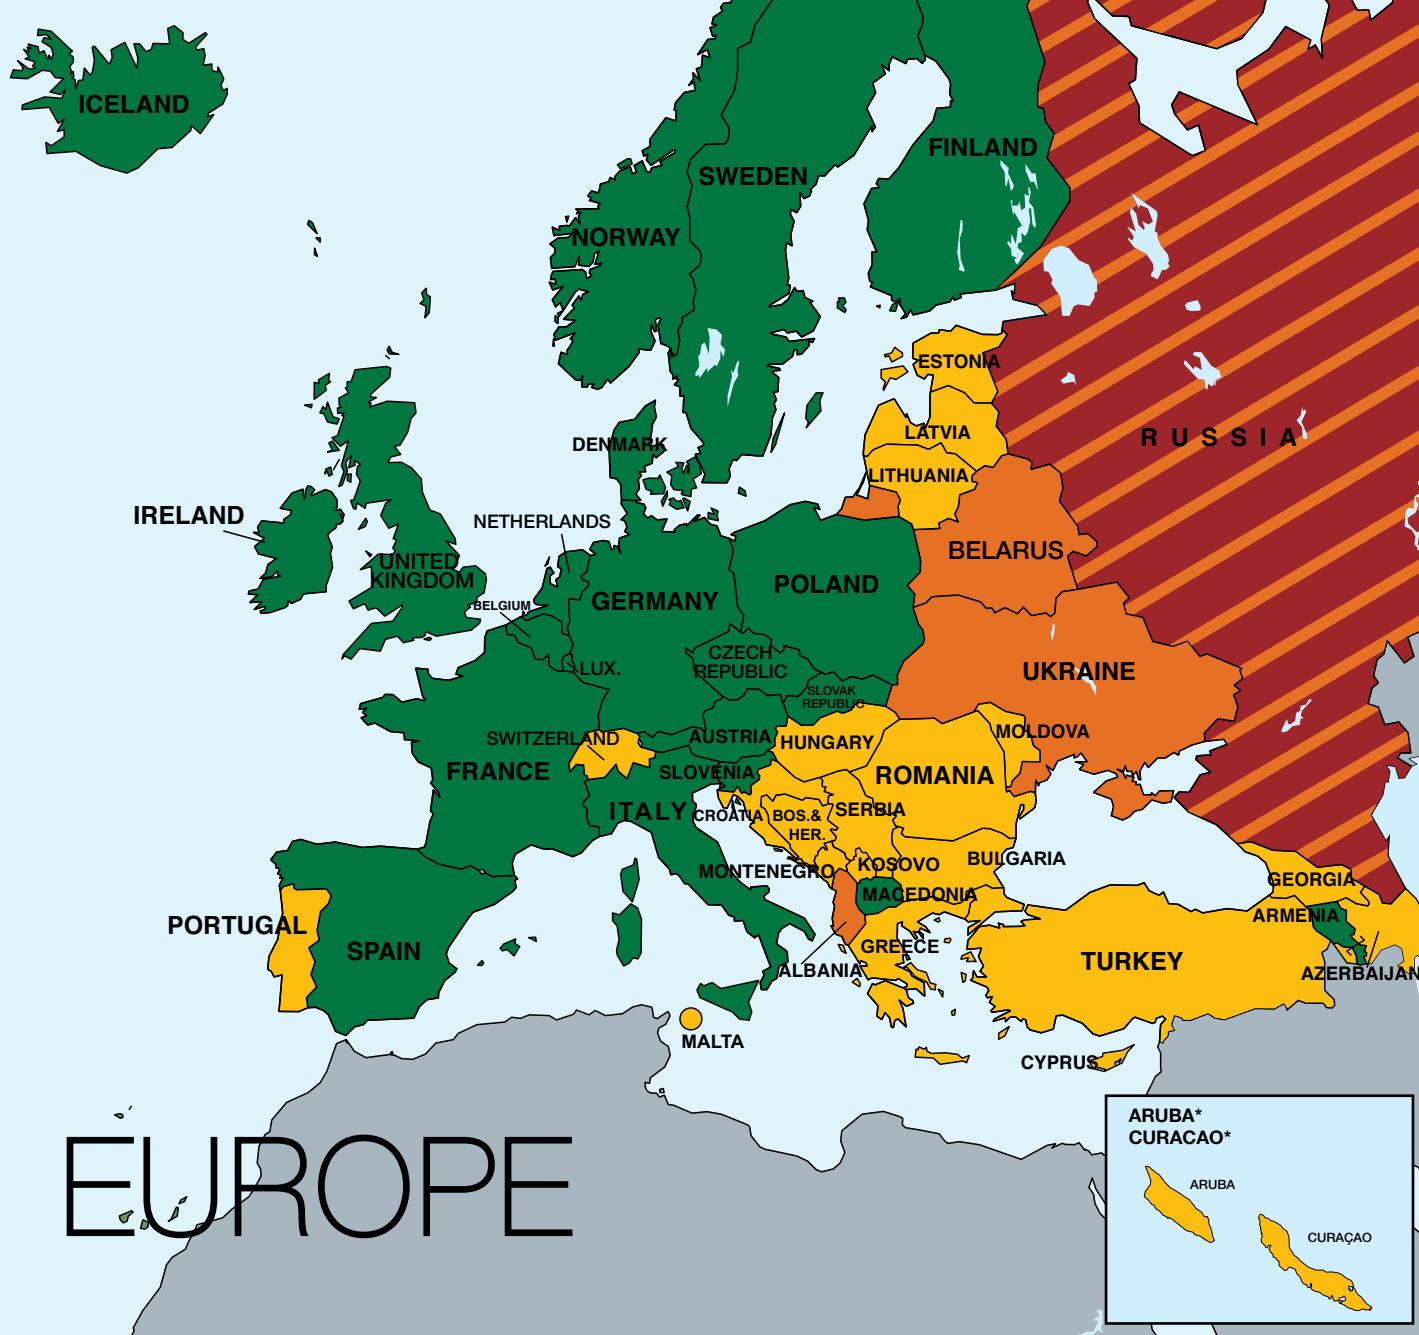 ICELAND
FINLAND
SWEDEN
NORWAY
ESTONIA
RUSSIA
LATVIA
DENMARK
LITHUANIA
IRELAND
NETHERLANDS
UNITED
KINGDOM
BELARUS
POLAND
GERMANY
BELGIUM
CZECH
REPUBLIC
LUX.
UKRAINE
SLOVAK
REPUBLIC
SWITZERLAND
AUSTRIA
HUNGARY
MOLDOVA
FRANCE
SLOVENIA
ROMANIA
ITALY
CROATIA
BOS.&
HER.
SERBIA
MONTENEGRO
KOSOVO
BULGARIA
GEORGIA
MACEDONIA
ARMENIA
PORTUGAL
SPAIN
GREECE
TURKEY
ALBANIA
AZERBAIJAN
MALTA
CYPRUS
ARUBA*
CURACAO*
ARUBA
CURAÇAO
EUROPE